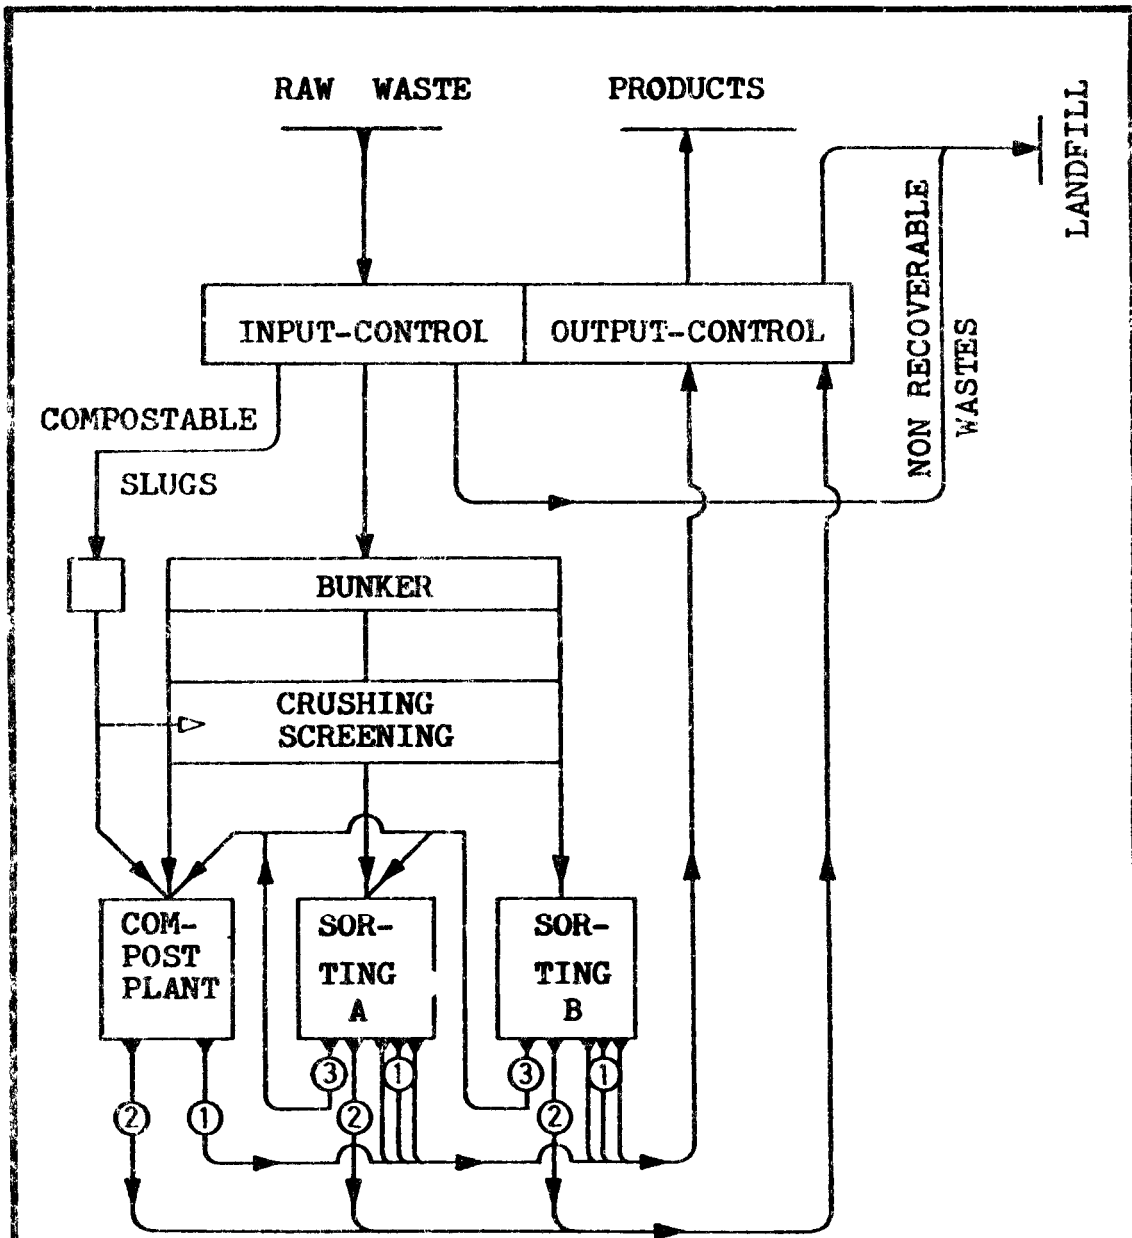 RAW WASTE
PRODUCTS
LANDFILL
NON RECOVERABLE
WASTES
INPUT-CONTROL
OUTPUT-CONTROL
COMPOSTABLE
SLUGS
BUNKER
CRUSHING
SCREENING
COM-
POST
PLANT
SOR-
TING
A
SOR-
TING
B
3
1
3
1
2
1
2
2